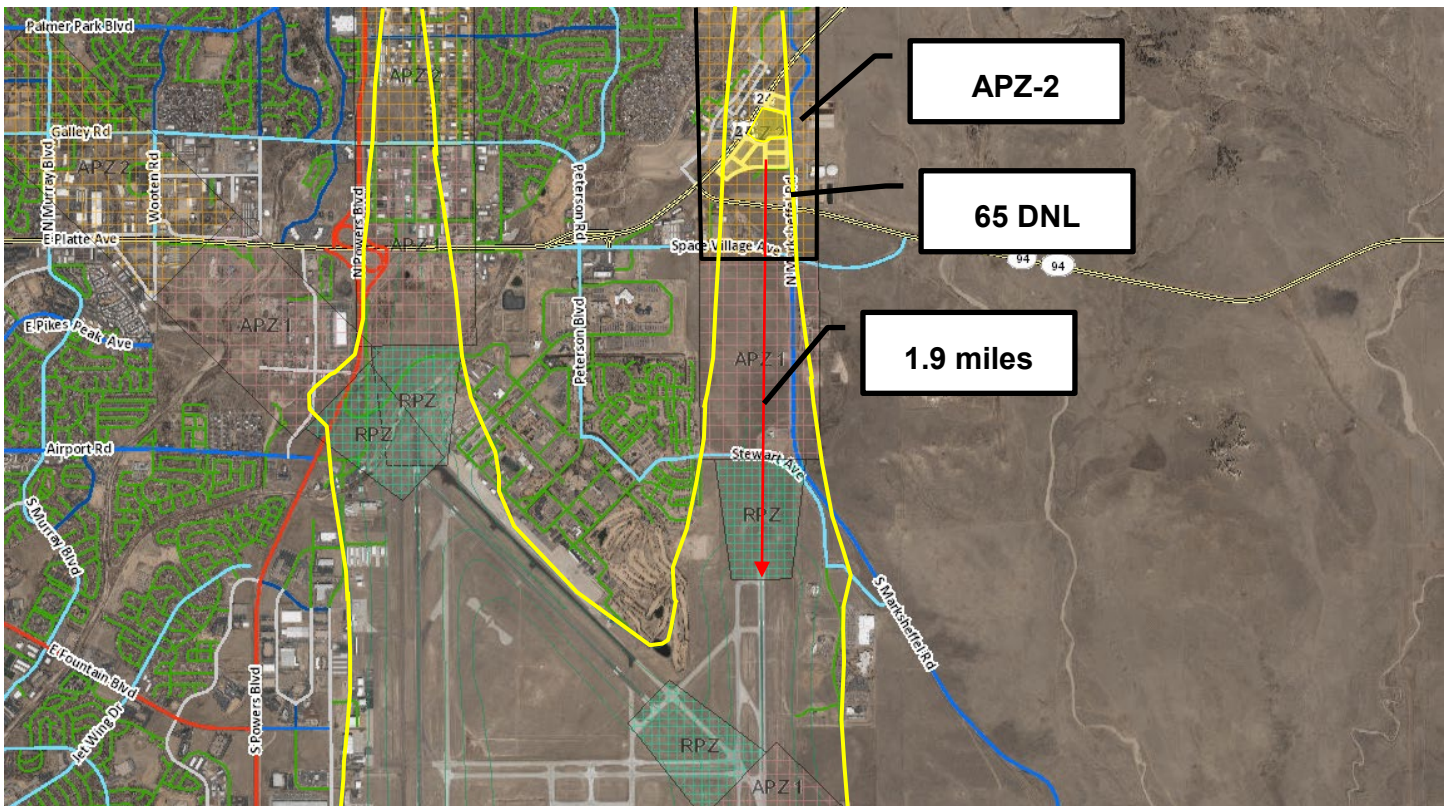 Palmer Park Blvd
APZ 2
24
APZ-2
Galley Rd
N Murray Blvd
Wooten Rd
APZ 2
Peterson Rd
65 DNL
E Platte Ave
N Powers Blvd
APZ 1
Space Village Ave
N Marksheffel Rd
94
94
E Pikes Peak Ave
APZ 1
Peterson Blvd
APZ 1
1.9 miles
RPZ
RPZ
Airport Rd
Stewart Ave
S Murray Blvd
RPZ
S Marksheffel Rd
E Fountain Blvd
Jet Wing Dr
S Powers Blvd
RPZ
APZ 1